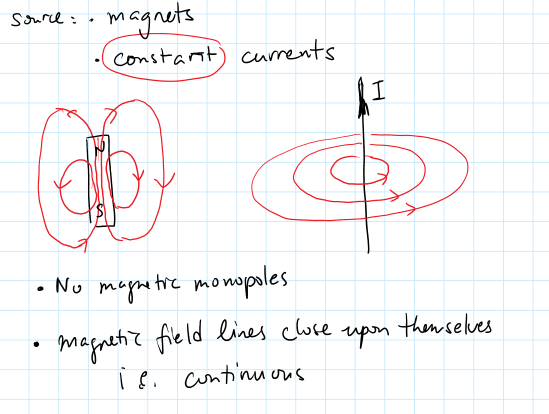 Source: • magnets
• constant currents
I
N
S
• No magnetic monopoles
• magnetic field lines close upon themselves
i.e. continuous